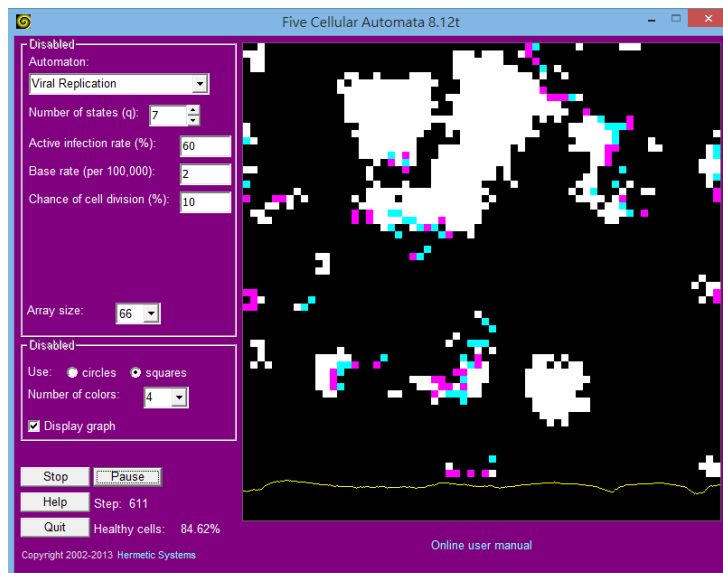 Five Cellular Automata 8.12t
Disabled
Automaton:
Viral Replication
Number of states (q): 7
Active infection rate (%): 60
Base rate (per 100,000): 2
Chance of cell division (%): 10
Array size: 66
Disabled
Use: circles squares
Number of colors: 4
Display graph
Stop Pause
Help Step: 611
Quit Healthy cells: 84.62%
Copyright 2002-2013 Hermetic Systems
Online user manual